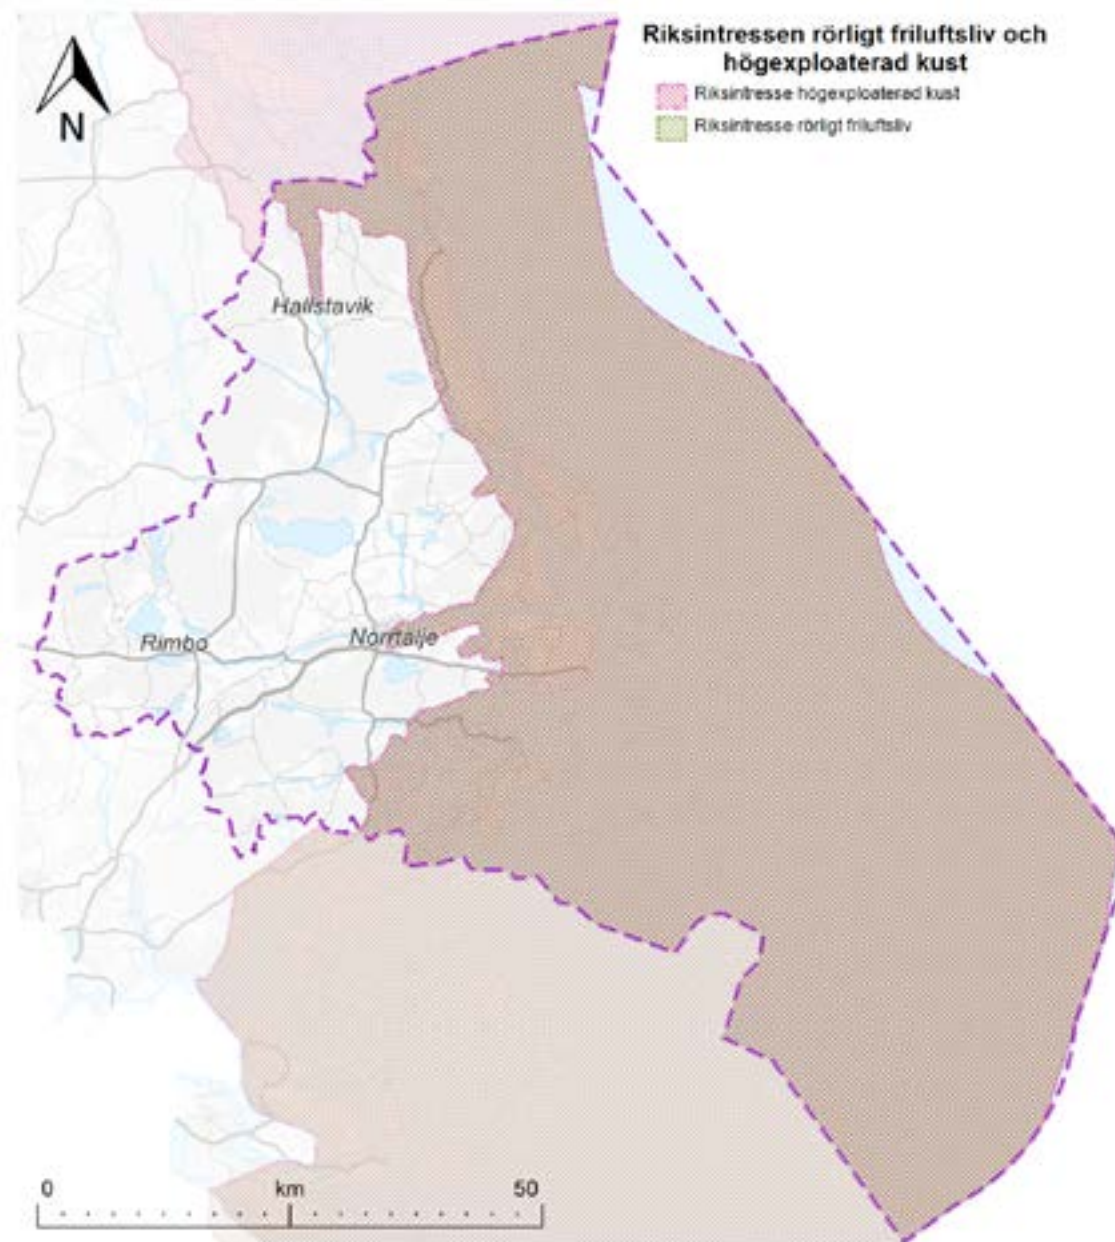 Riksintressen rörligt friluftsliv och
högexploaterad kust
Riksintresse högexploaterad kust
Riksintresse rörligt friluftsliv
N
Hallstavik
Rimbo
Norrtälje
0 km 50